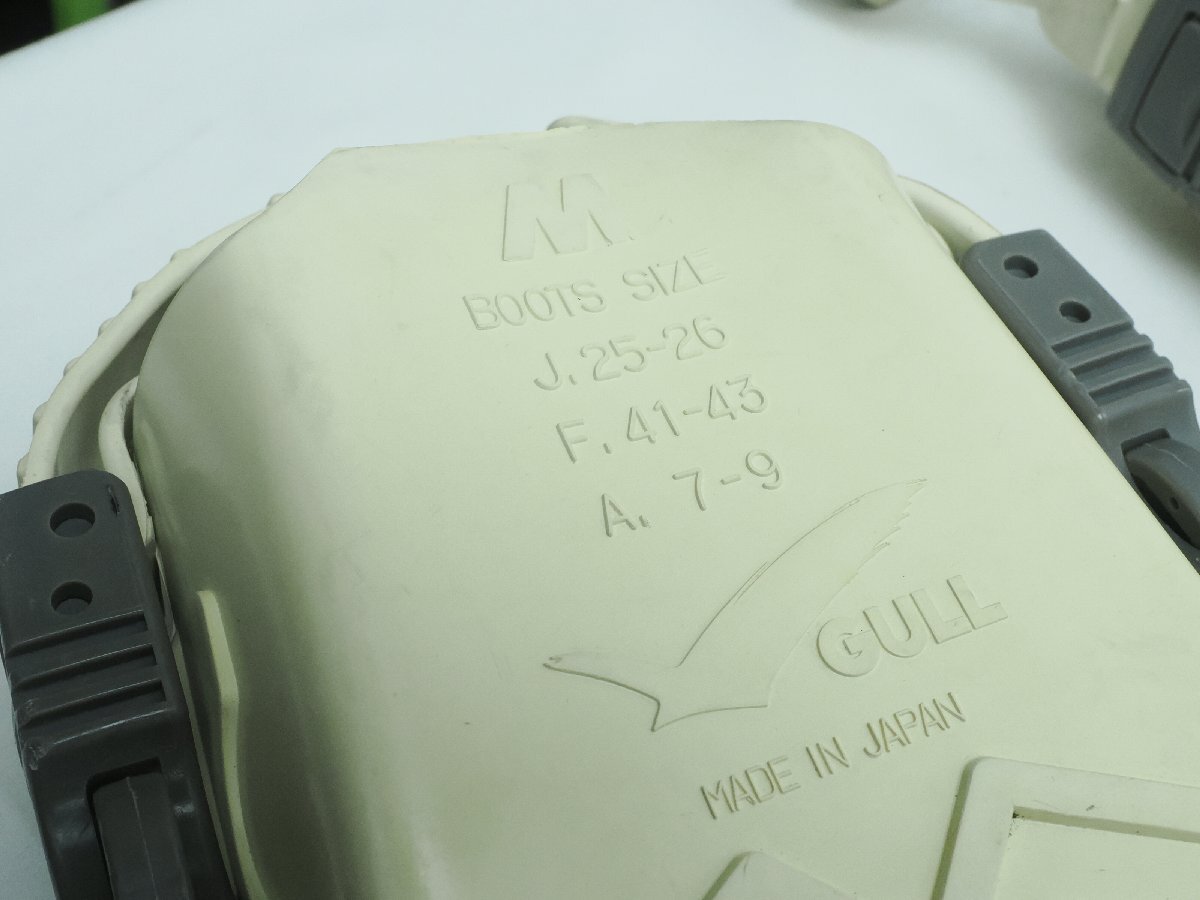 M
BOOTS SIZE
J. 25-26
F. 41-43
A. 7-9
GULL
MADE IN JAPAN